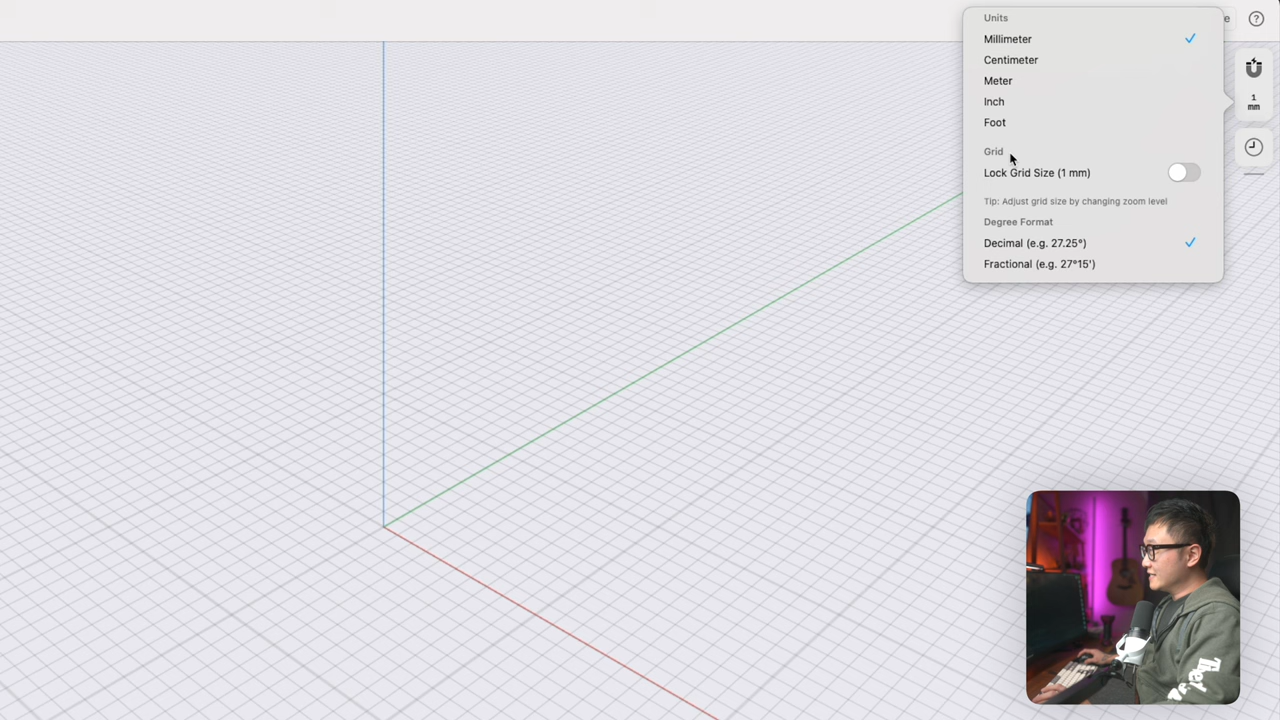 Units
Millimeter
Centimeter
Meter
Inch
Foot
Grid
Lock Grid Size (1 mm)
Tip: Adjust grid size by changing zoom level
Degree Format
Decimal (e.g. 27.25°)
Fractional (e.g. 27°15')
e
?
1
mm